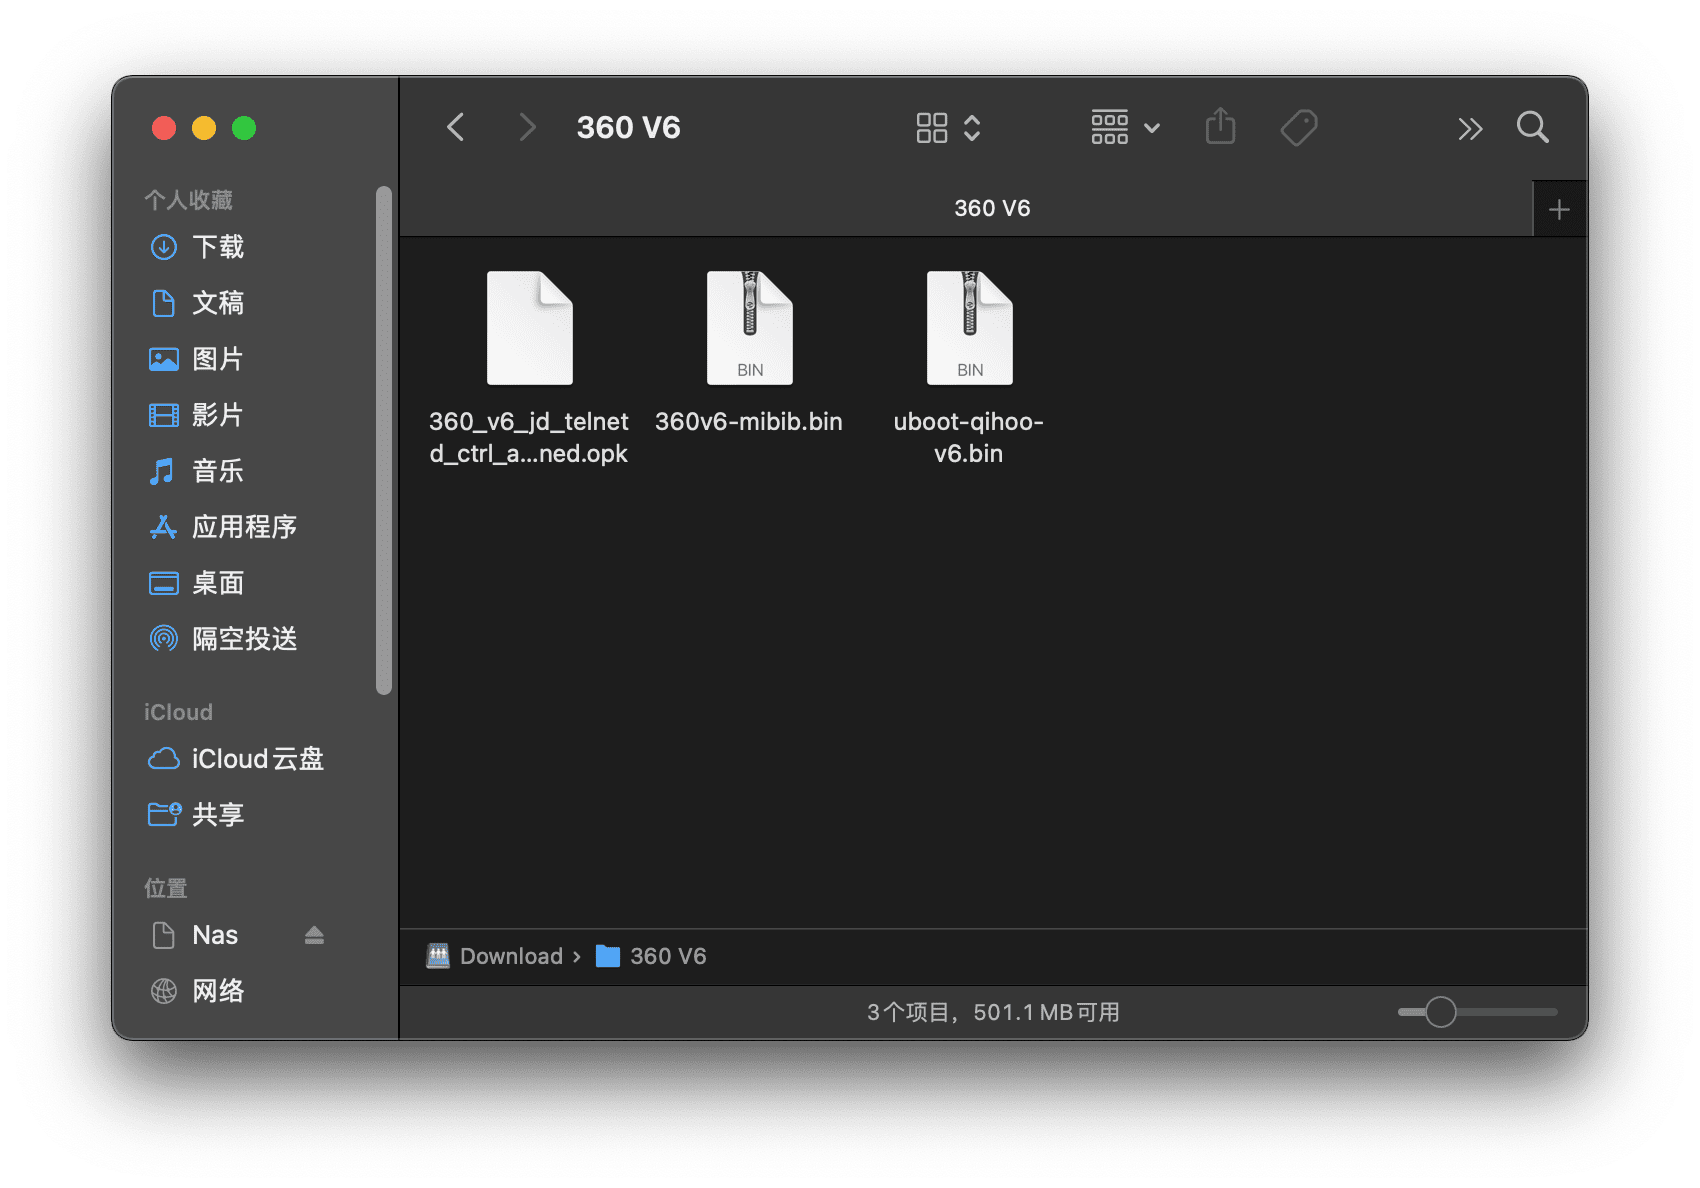 360 V6
360 V6
个人收藏
下载
文稿
图片
影片
音乐
应用程序
桌面
隔空投送
iCloud
iCloud云盘
共享
位置
Nas
网络
BIN
BIN
360_v6_jd_telnet
d_ctrl_a...ned.opk
360v6-mibib.bin
uboot-qihoo-
v6.bin
Download › 360 V6
3个项目，501.1 MB可用